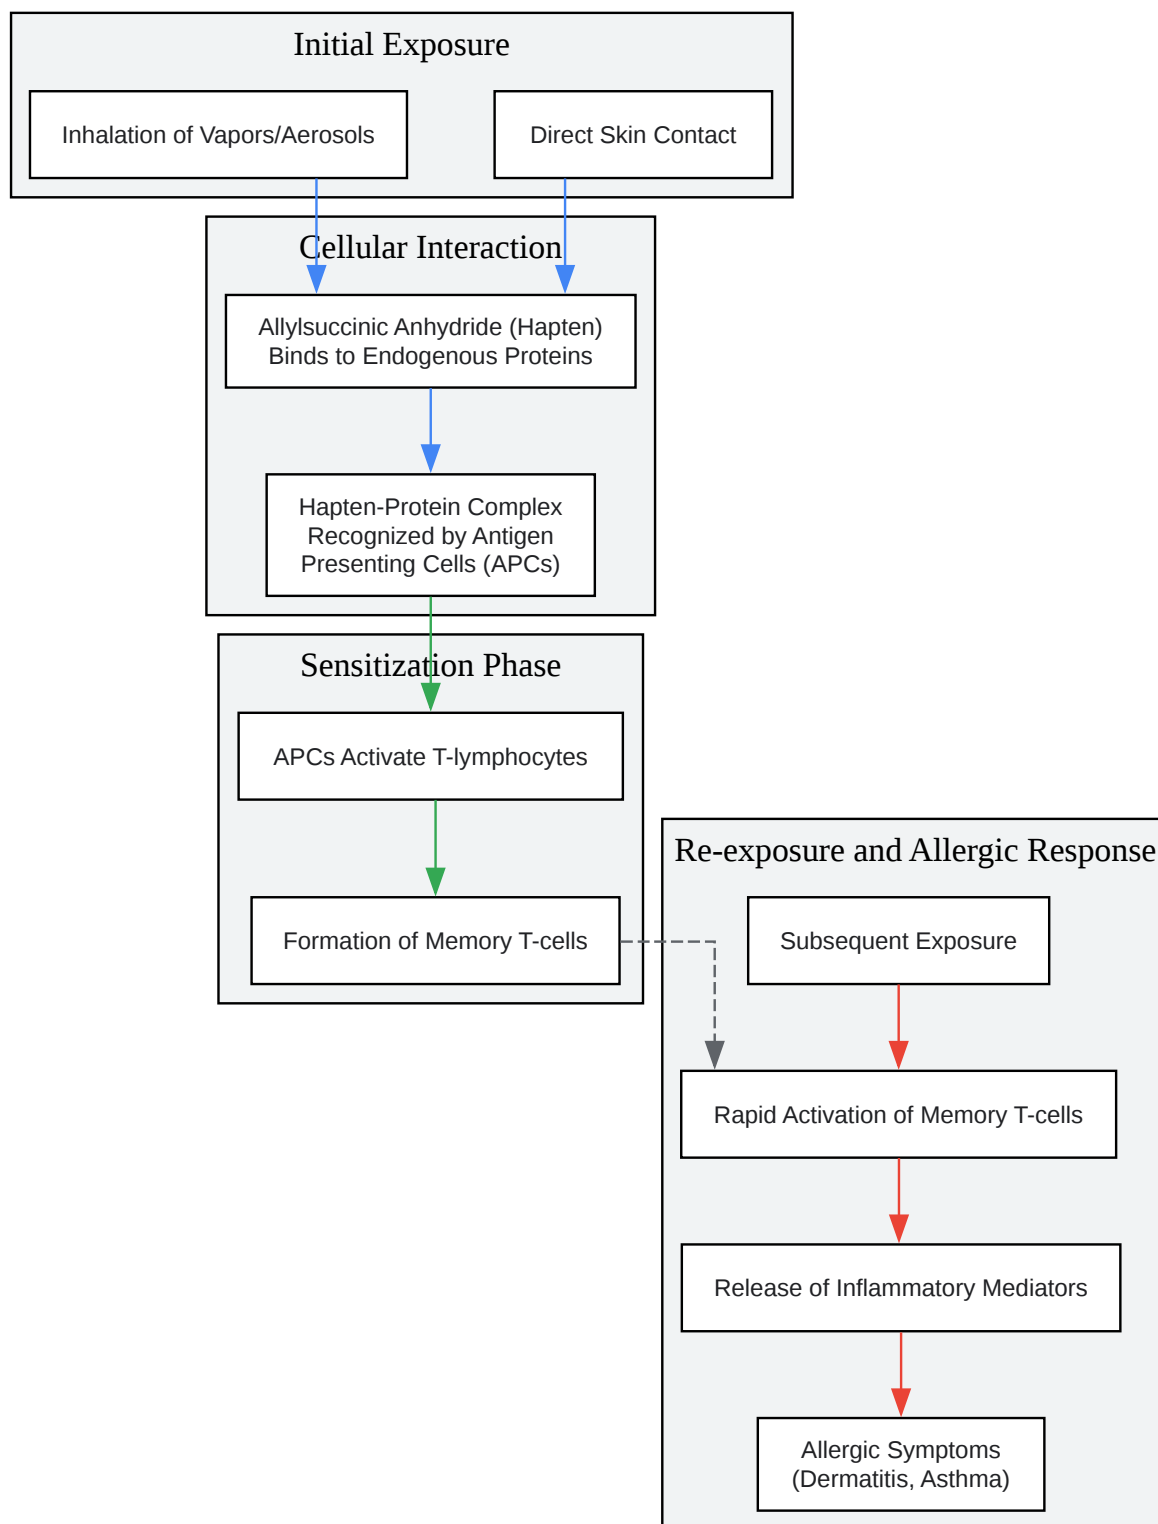 Initial Exposure
Inhalation of Vapors/Aerosols
Direct Skin Contact
Cellular Interaction
Allylsuccinic Anhydride (Hapten)
Binds to Endogenous Proteins
Hapten-Protein Complex
Recognized by Antigen
Presenting Cells (APCs)
Sensitization Phase
APCs Activate T-lymphocytes
Formation of Memory T-cells
Re-exposure and Allergic Response
Subsequent Exposure
Rapid Activation of Memory T-cells
Release of Inflammatory Mediators
Allergic Symptoms
(Dermatitis, Asthma)